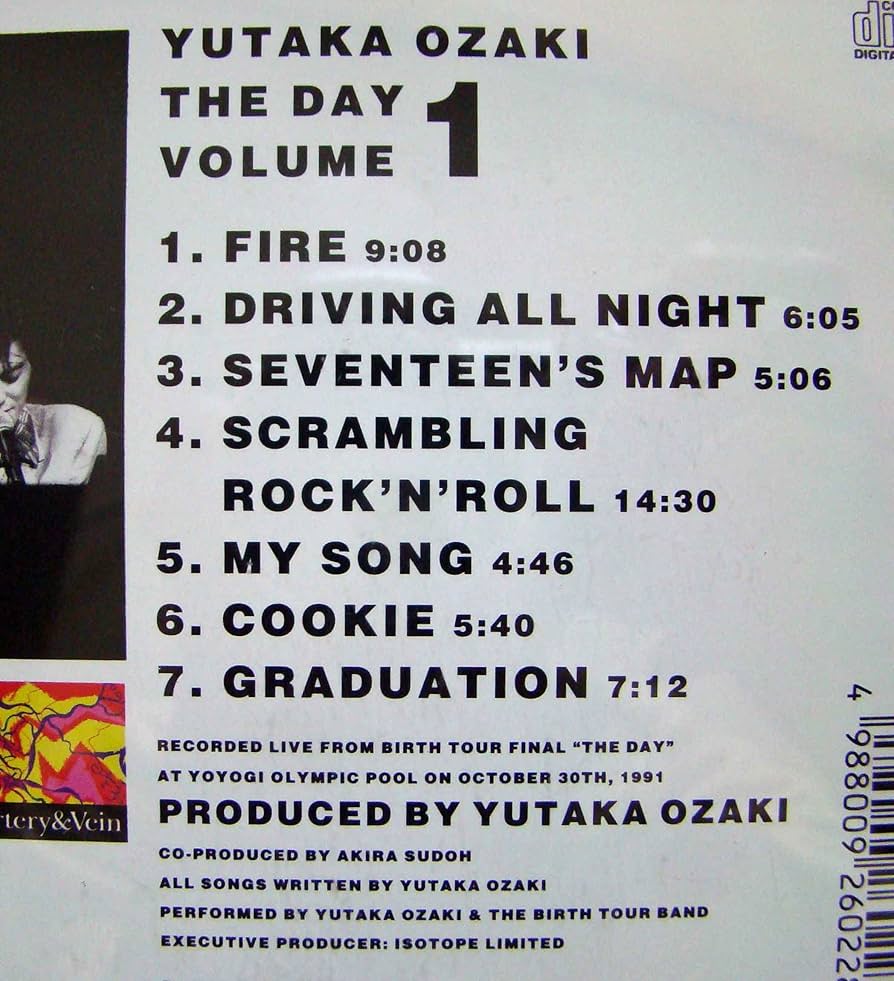 YUTAKA OZAKI
THE DAY
VOLUME 1
1. FIRE 9:08
2. DRIVING ALL NIGHT 6:05
3. SEVENTEEN'S MAP 5:06
4. SCRAMBLING
ROCK'N'ROLL 14:30
5. MY SONG 4:46
6. COOKIE 5:40
7. GRADUATION 7:12
RECORDED LIVE FROM BIRTH TOUR FINAL "THE DAY"
AT YOYOGI OLYMPIC POOL ON OCTOBER 30TH, 1991
PRODUCED BY YUTAKA OZAKI
CO-PRODUCED BY AKIRA SUDOH
ALL SONGS WRITTEN BY YUTAKA OZAKI
PERFORMED BY YUTAKA OZAKI & THE BIRTH TOUR BAND
EXECUTIVE PRODUCER: ISOTOPE LIMITED
rtery&Vein
DIGITA
4 988009 26022